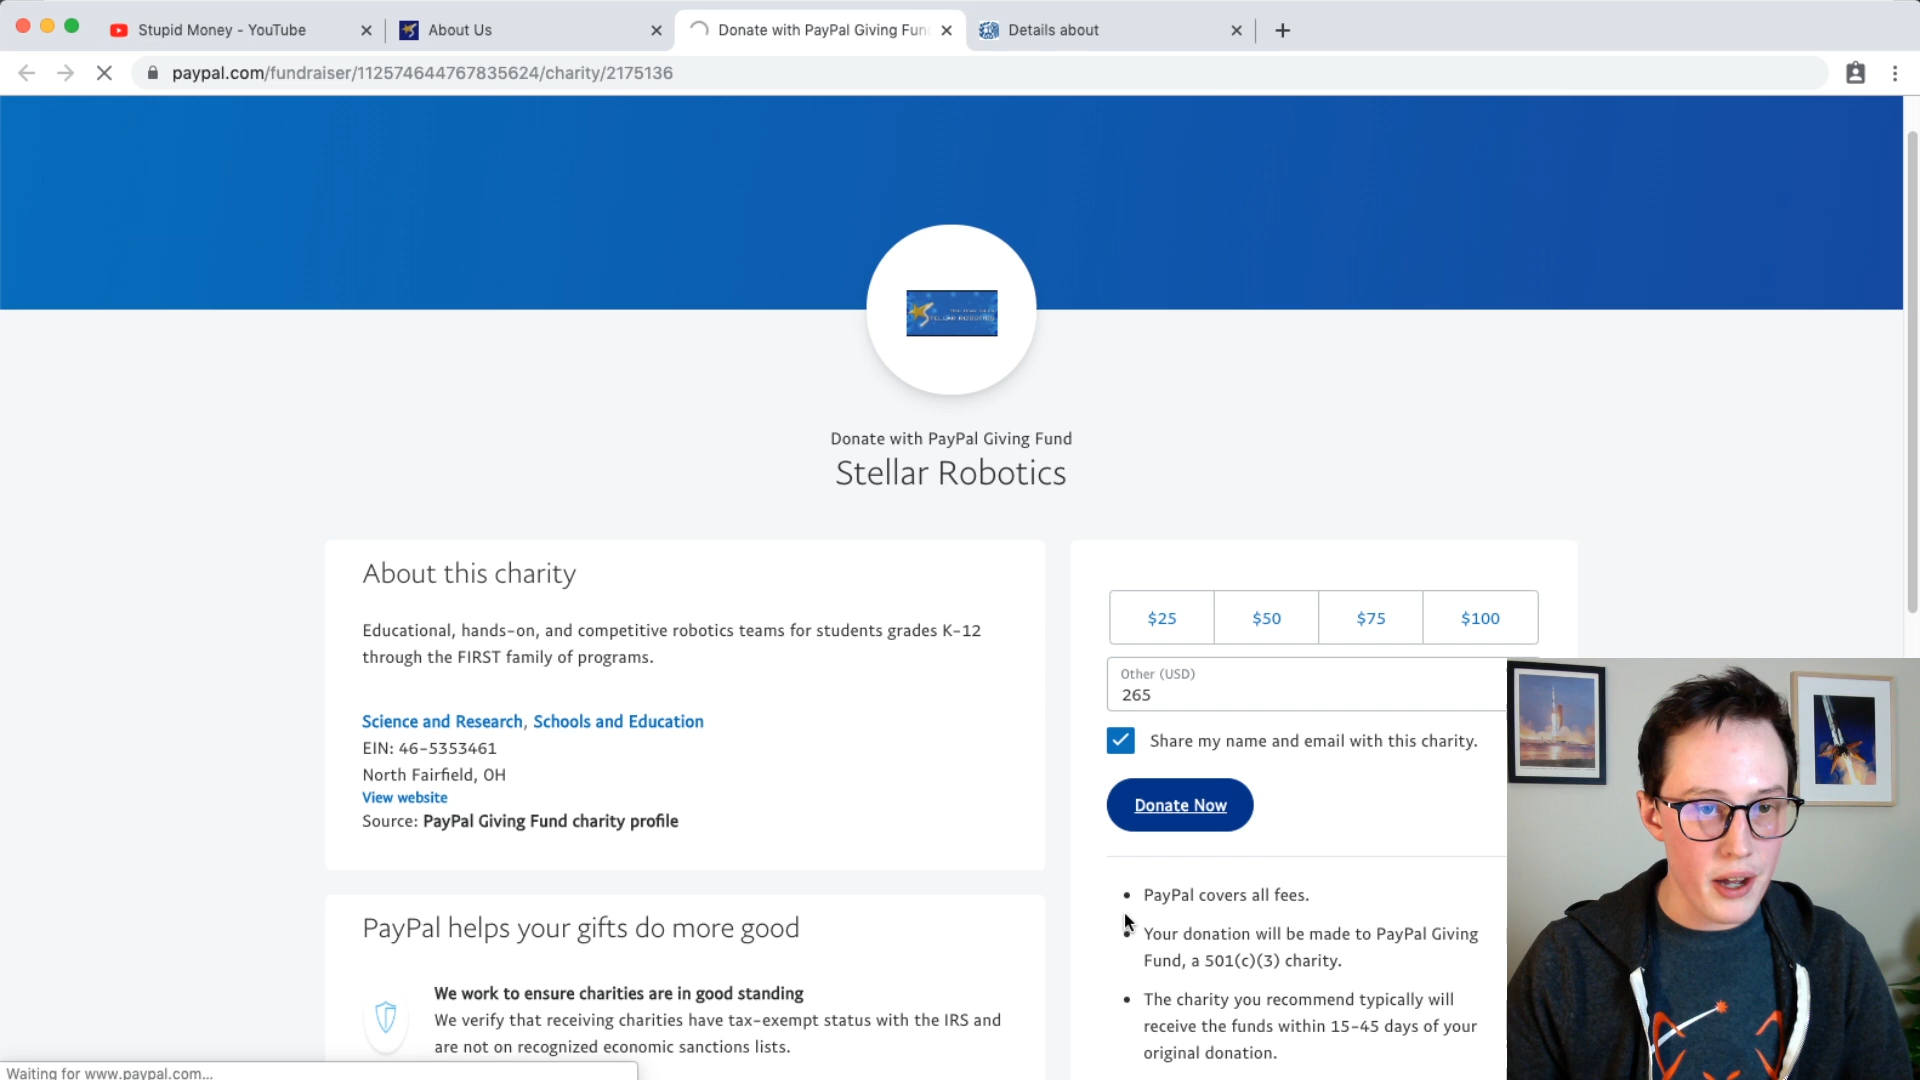 Stupid Money - YouTube
About Us
Donate with PayPal Giving Fun
Details about
paypal.com/fundraiser/112574644767835624/charity/2175136
STELLAR ROBOTICS
Donate with PayPal Giving Fund
Stellar Robotics
About this charity
Educational, hands-on, and competitive robotics teams for students grades K-12
through the FIRST family of programs.
Science and Research, Schools and Education
EIN: 46-5353461
North Fairfield, OH
View website
Source: PayPal Giving Fund charity profile
PayPal helps your gifts do more good
We work to ensure charities are in good standing
We verify that receiving charities have tax-exempt status with the IRS and
are not on recognized economic sanctions lists.
$25 $50 $75 $100
Other (USD)
265
Share my name and email with this charity.
Donate Now
• PayPal covers all fees.
• Your donation will be made to PayPal Giving
Fund, a 501(c)(3) charity.
• The charity you recommend typically will
receive the funds within 15-45 days of your
original donation.
Waiting for www.paypal.com...